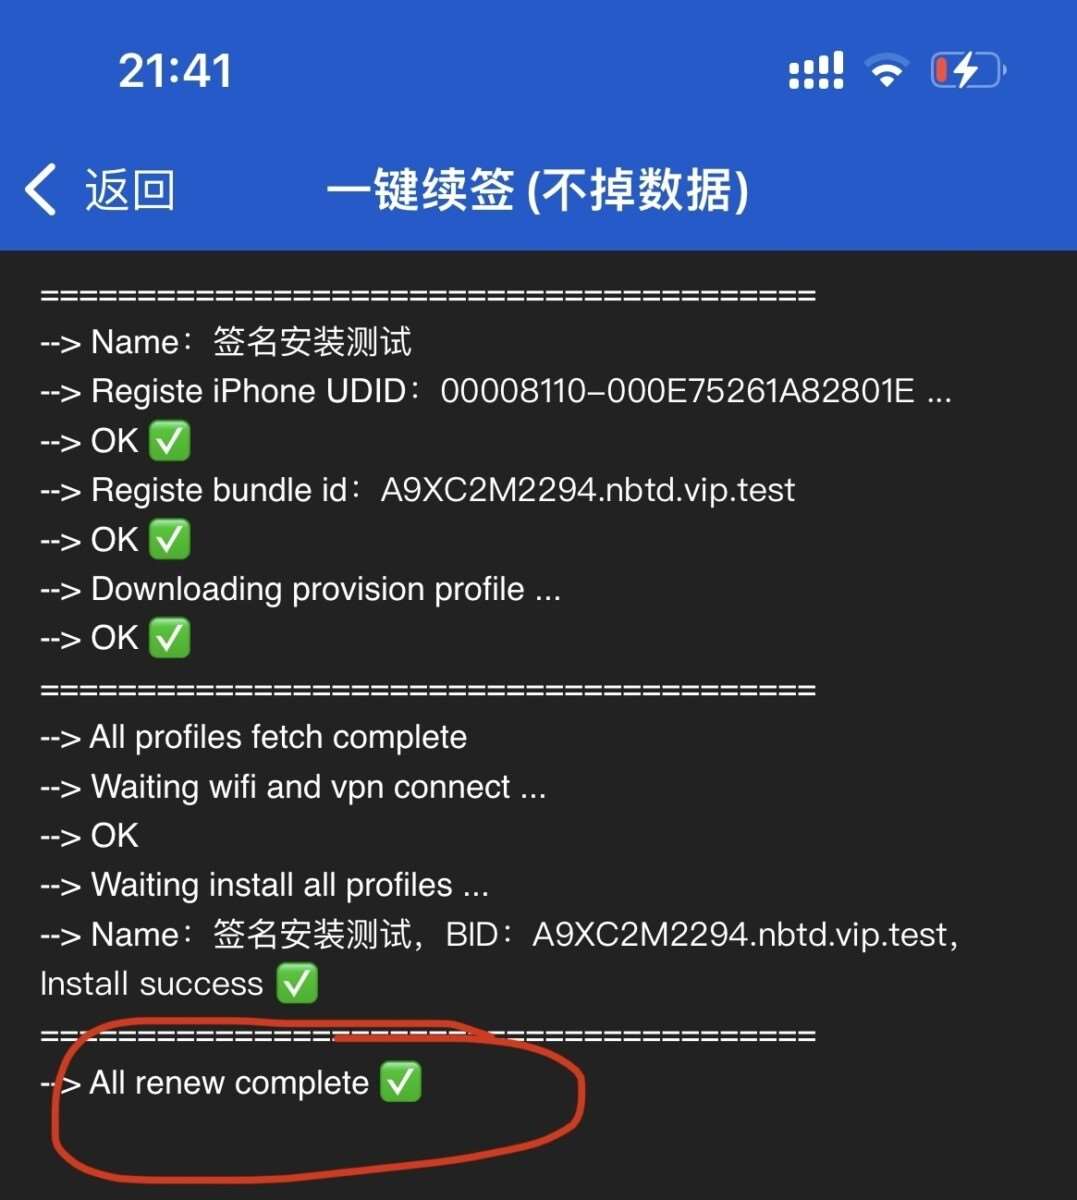 21:41
返回
一键续签 (不掉数据)
========================================
--> Name：签名安装测试
--> Registe iPhone UDID：00008110-000E75261A82801E ...
--> OK ✅
--> Registe bundle id：A9XC2M2294.nbtd.vip.test
--> OK ✅
--> Downloading provision profile ...
--> OK ✅
========================================
--> All profiles fetch complete
--> Waiting wifi and vpn connect ...
--> OK
--> Waiting install all profiles ...
--> Name：签名安装测试，BID：A9XC2M2294.nbtd.vip.test，
Install success ✅
========================================
--> All renew complete ✅